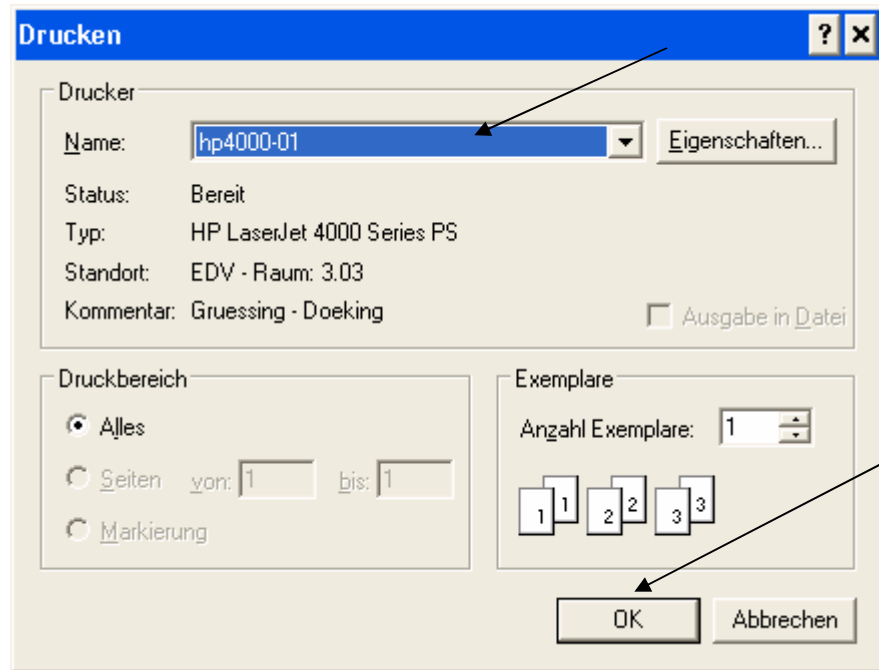 Drucken
Drucker
Name: hp4000-01 Eigenschaften...
Status: Bereit
Typ: HP LaserJet 4000 Series PS
Standort: EDV - Raum: 3.03
Kommentar: Gruessing - Doeking Ausgabe in Datei
Druckbereich
Alles
Seiten von: 1 bis: 1
Markierung
Exemplare
Anzahl Exemplare: 1
1 1 2 2 3 3
OK Abbrechen